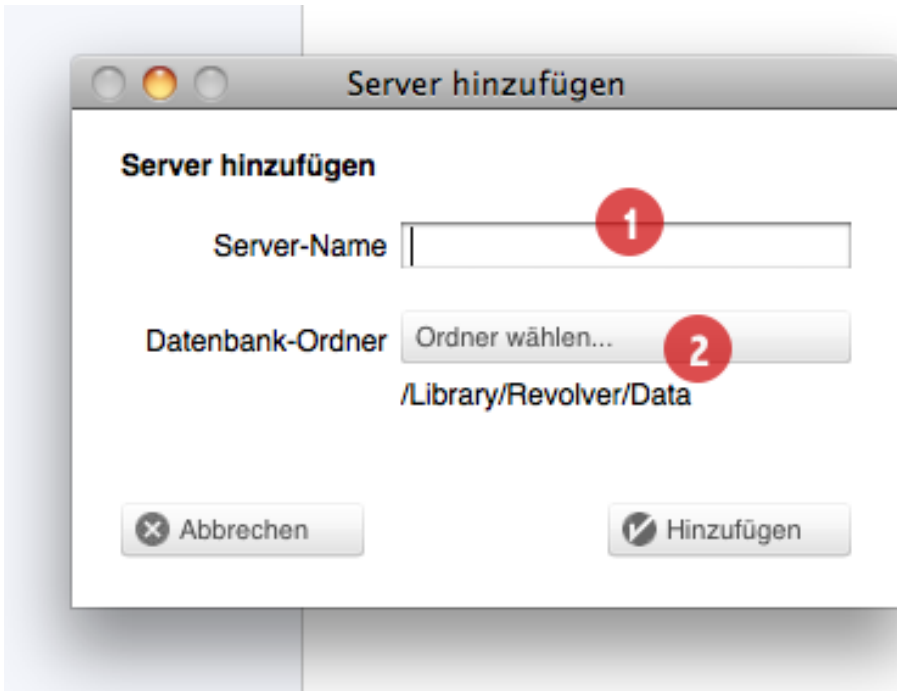 Server hinzufügen
Server hinzufügen
1
Server-Name
Datenbank-Ordner Ordner wählen... 2
/Library/Revolver/Data
Abbrechen Hinzufügen